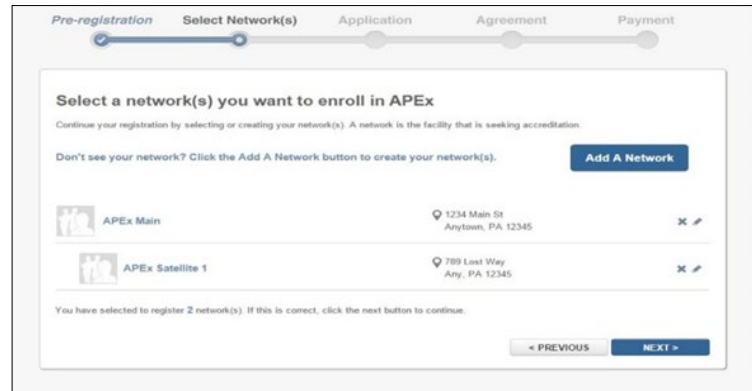 Pre-registration Select Network(s) Application Agreement Payment
Select a network(s) you want to enroll in APEx
Continue your registration by selecting or creating your network(s). A network is the facility that is seeking accreditation.
Don't see your network? Click the Add A Network button to create your network(s).
Add A Network
APEx Main
1234 Main St
Anytown, PA 12345
APEx Satellite 1
789 Lost Way
Any, PA 12345
You have selected to register 2 network(s). If this is correct, click the next button to continue.
< PREVIOUS
NEXT >